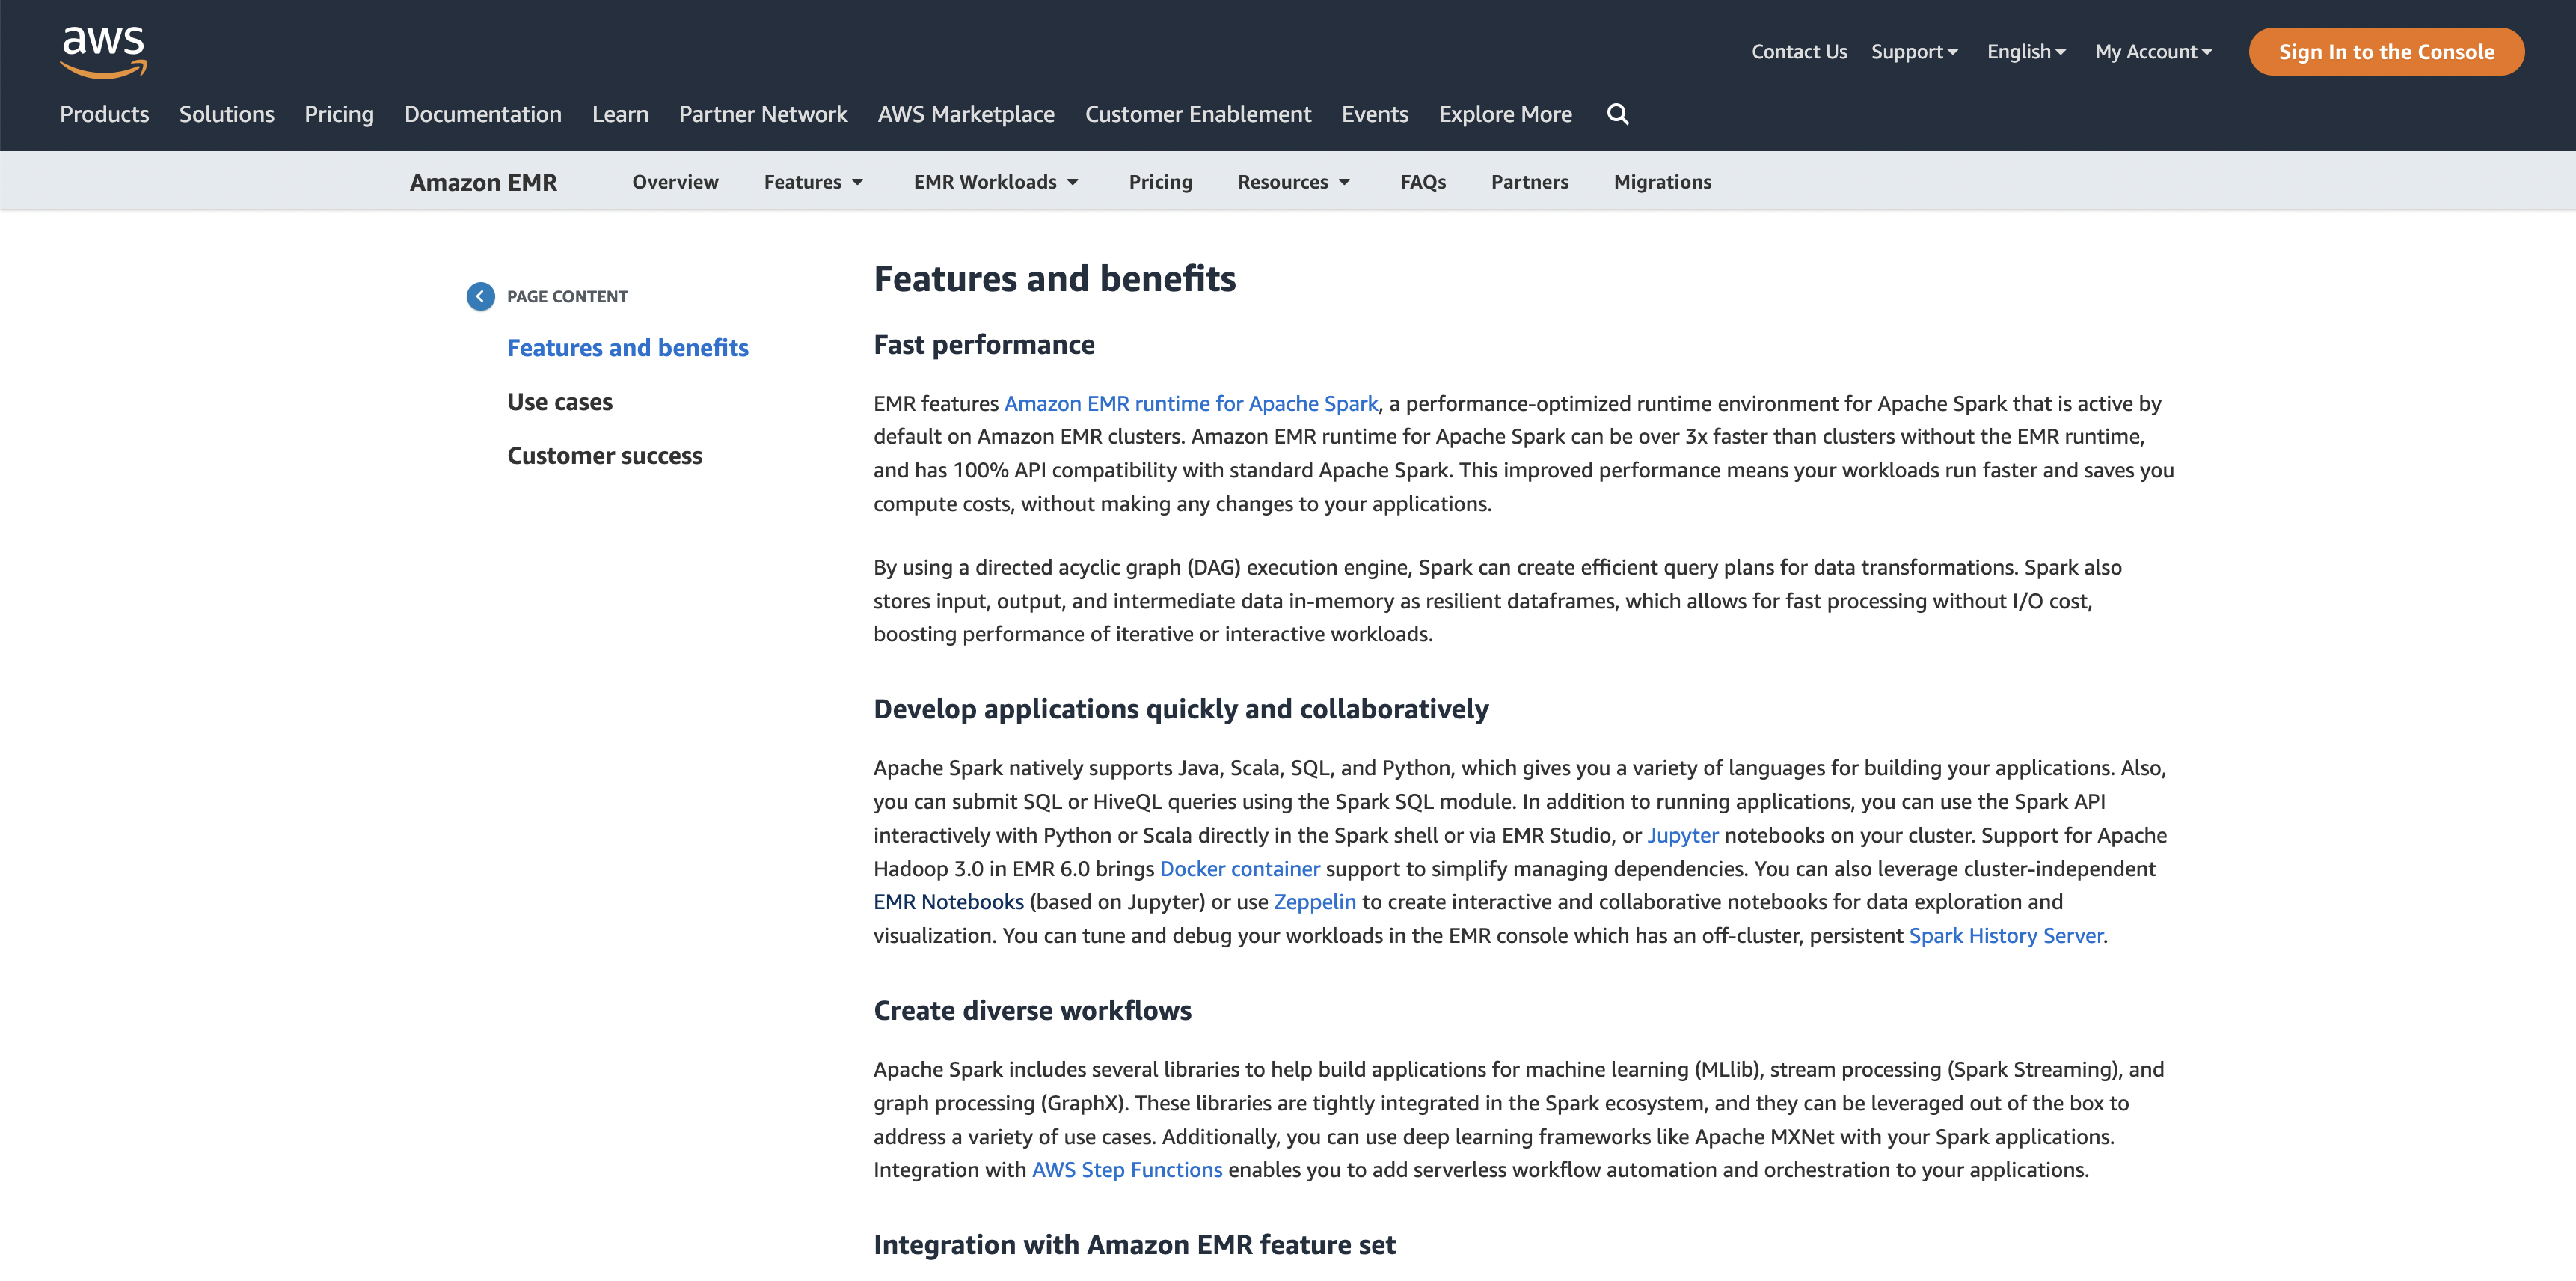 aws
Contact Us Support English My Account Sign In to the Console
Products Solutions Pricing Documentation Learn Partner Network AWS Marketplace Customer Enablement Events Explore More
Amazon EMR Overview Features EMR Workloads Pricing Resources FAQs Partners Migrations
PAGE CONTENT
Features and benefits
Use cases
Customer success
Features and benefits
Fast performance
EMR features Amazon EMR runtime for Apache Spark, a performance-optimized runtime environment for Apache Spark that is active by
default on Amazon EMR clusters. Amazon EMR runtime for Apache Spark can be over 3x faster than clusters without the EMR runtime,
and has 100% API compatibility with standard Apache Spark. This improved performance means your workloads run faster and saves you
compute costs, without making any changes to your applications.
By using a directed acyclic graph (DAG) execution engine, Spark can create efficient query plans for data transformations. Spark also
stores input, output, and intermediate data in-memory as resilient dataframes, which allows for fast processing without I/O cost,
boosting performance of iterative or interactive workloads.
Develop applications quickly and collaboratively
Apache Spark natively supports Java, Scala, SQL, and Python, which gives you a variety of languages for building your applications. Also,
you can submit SQL or HiveQL queries using the Spark SQL module. In addition to running applications, you can use the Spark API
interactively with Python or Scala directly in the Spark shell or via EMR Studio, or Jupyter notebooks on your cluster. Support for Apache
Hadoop 3.0 in EMR 6.0 brings Docker container support to simplify managing dependencies. You can also leverage cluster-independent
EMR Notebooks (based on Jupyter) or use Zeppelin to create interactive and collaborative notebooks for data exploration and
visualization. You can tune and debug your workloads in the EMR console which has an off-cluster, persistent Spark History Server.
Create diverse workflows
Apache Spark includes several libraries to help build applications for machine learning (MLlib), stream processing (Spark Streaming), and
graph processing (GraphX). These libraries are tightly integrated in the Spark ecosystem, and they can be leveraged out of the box to
address a variety of use cases. Additionally, you can use deep learning frameworks like Apache MXNet with your Spark applications.
Integration with AWS Step Functions enables you to add serverless workflow automation and orchestration to your applications.
Integration with Amazon EMR feature set